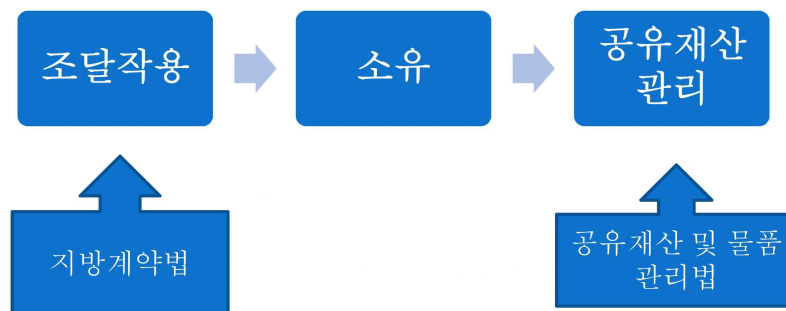 조달작용
소유
공유재산
관리
지방계약법
공유재산 및 물품
관리법